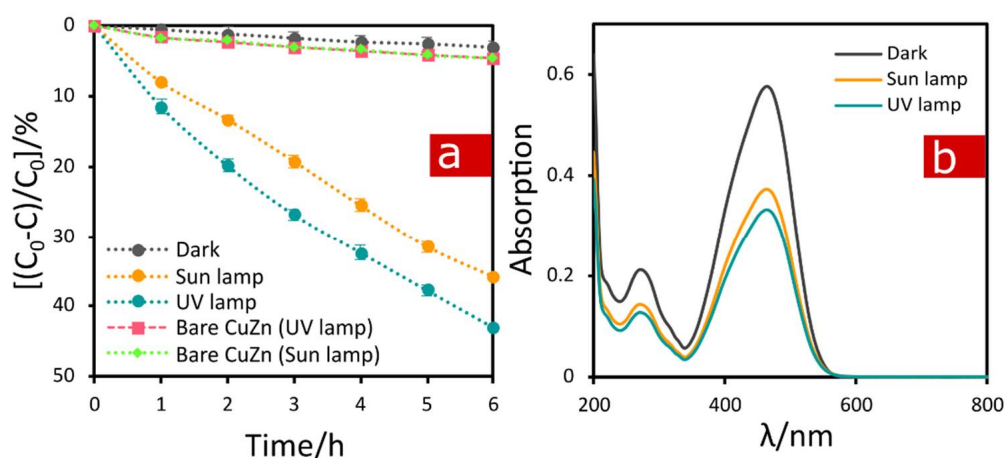 [(C₀-C)/C₀]/%
0
10
20
30
40
50
a
Dark
Sun lamp
UV lamp
Bare CuZn (UV lamp)
Bare CuZn (Sun lamp)
0 1 2 3 4 5 6
Time/h
Absorption
0.6
0.4
0.2
0
Dark
Sun lamp
UV lamp
b
200 400 600 800
λ/nm